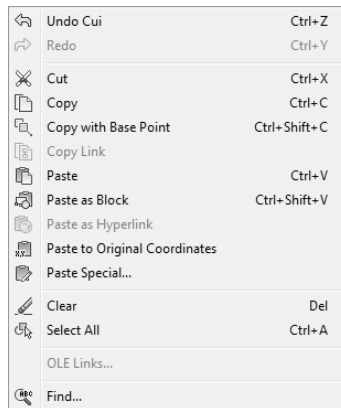 Undo Cui Ctrl+Z
Redo Ctrl+Y
Cut Ctrl+X
Copy Ctrl+C
Copy with Base Point Ctrl+Shift+C
Copy Link
Paste Ctrl+V
Paste as Block Ctrl+Shift+V
Paste as Hyperlink
X,Y,... Paste to Original Coordinates
Paste Special...
Clear Del
Select All Ctrl+A
OLE Links...
ABC Find...